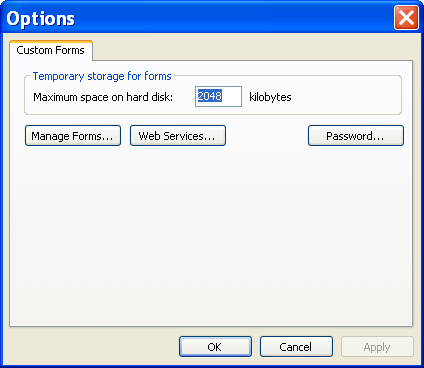 Options
Custom Forms
Temporary storage for forms
Maximum space on hard disk: 2048 kilobytes
Manage Forms... Web Services... Password...
OK Cancel Apply